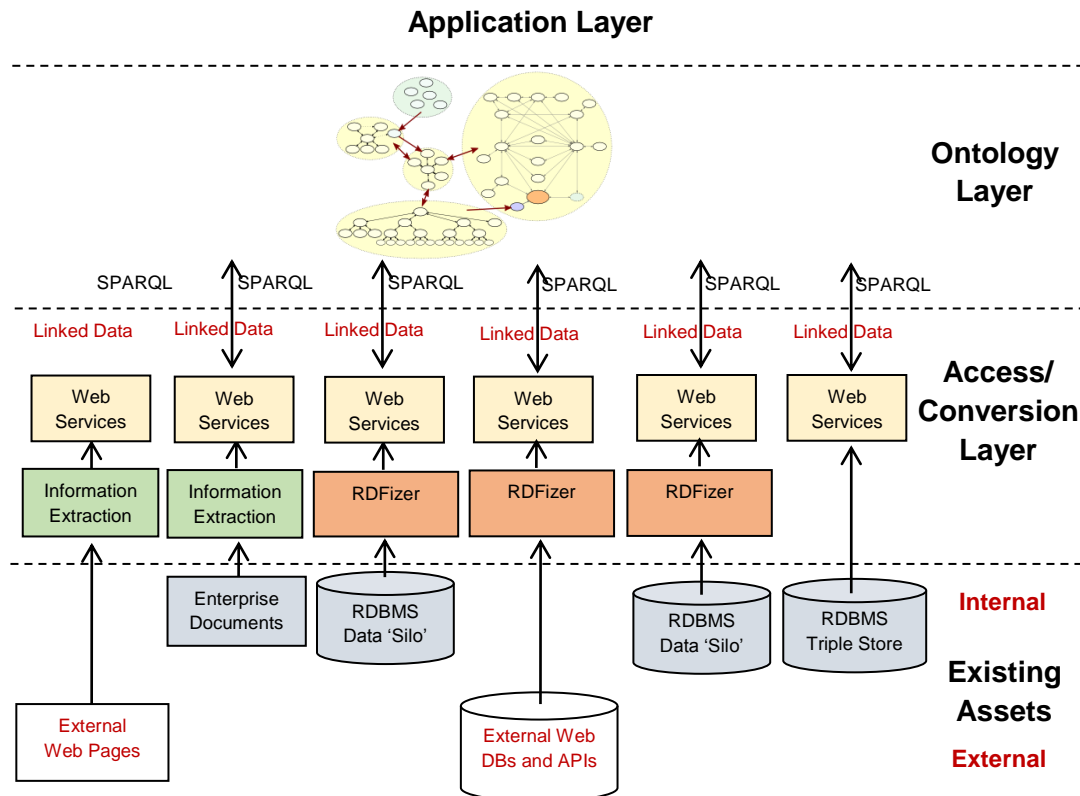 Application Layer
Ontology
Layer
SPARQL
SPARQL
SPARQL
SPARQL
SPARQL
SPARQL
Linked Data
Linked Data
Linked Data
Linked Data
Linked Data
Linked Data
Access/
Conversion
Layer
Web
Services
Web
Services
Web
Services
Web
Services
Web
Services
Web
Services
Information
Extraction
Information
Extraction
RDFizer
RDFizer
RDFizer
Enterprise
Documents
RDBMS
Data ‘Silo’
RDBMS
Data ‘Silo’
RDBMS
Triple Store
Internal
Existing
Assets
External
Web Pages
External Web
DBs and APIs
External